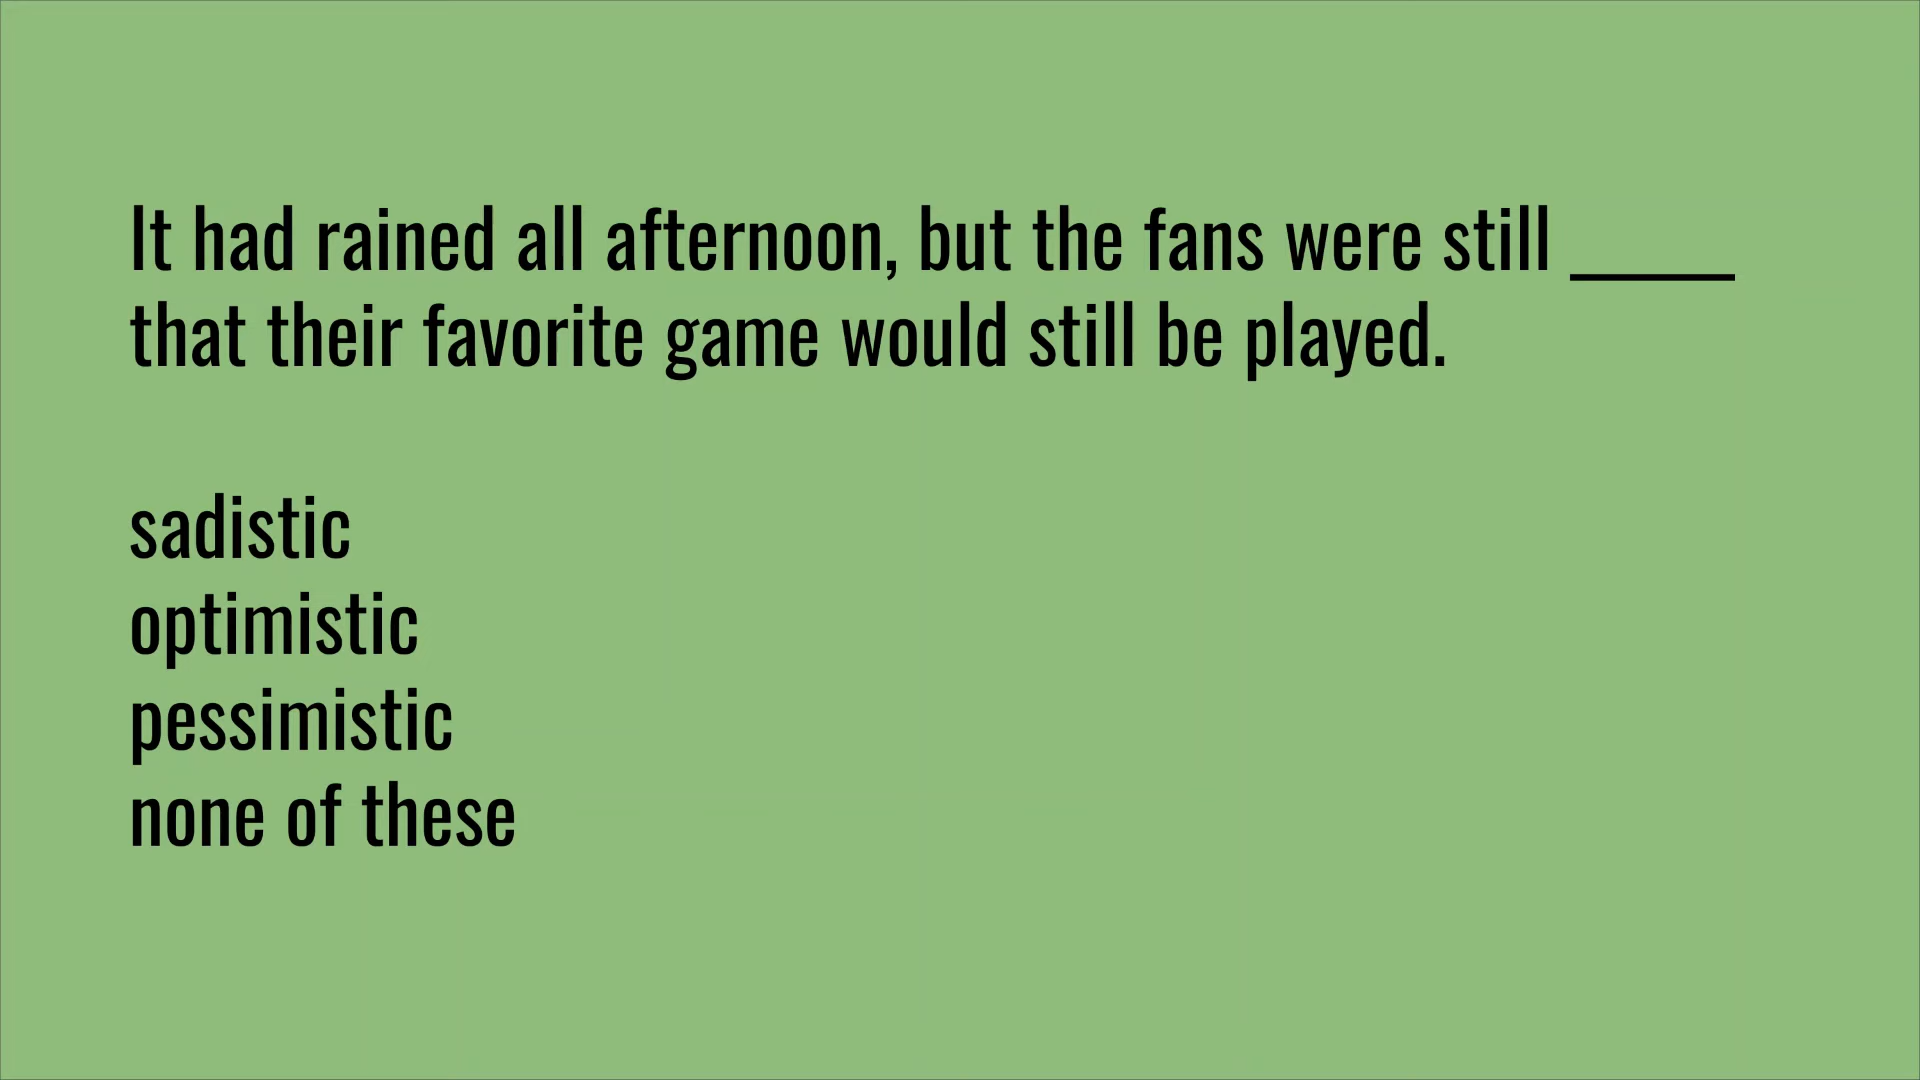 It had rained all afternoon, but the fans were still _____
that their favorite game would still be played.
sadistic
optimistic
pessimistic
none of these